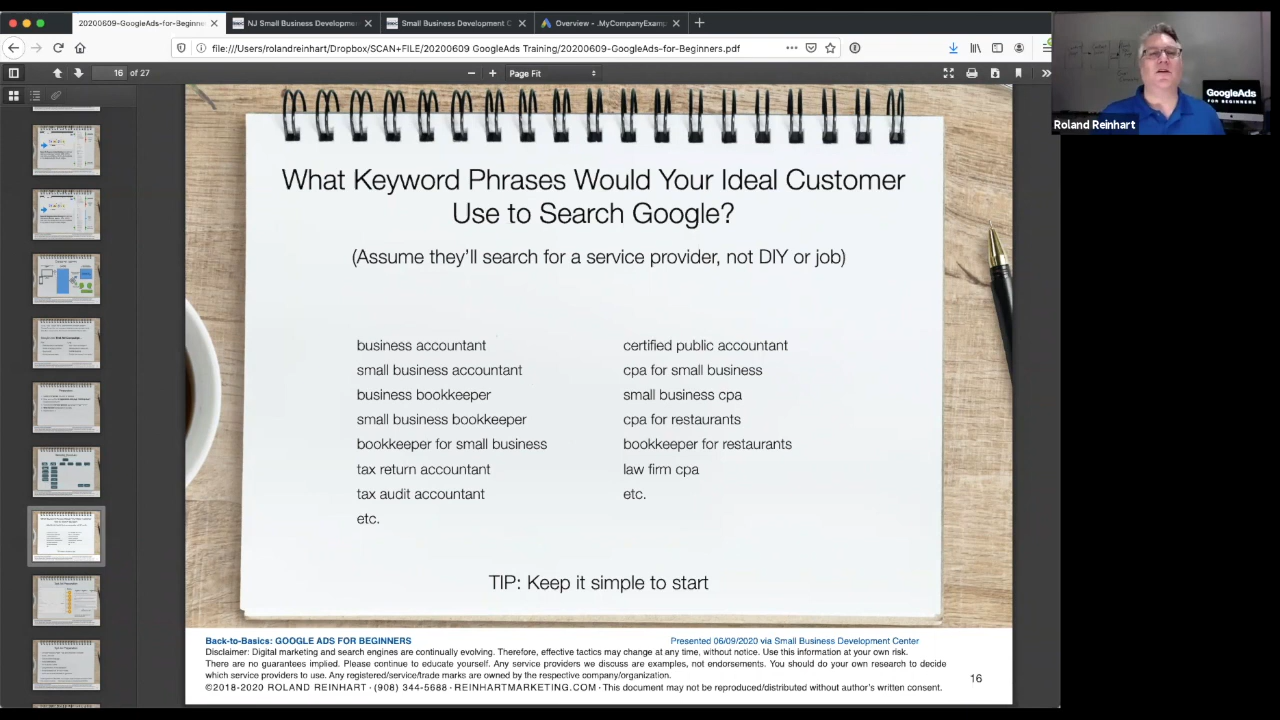 20200609-GoogleAds-for-Beginne
NJ Small Business Developme
Small Business Development C
Overview - .MyCompanyExamp
file:///Users/rolandreinhart/Dropbox/SCAN+FILE/20200609 GoogleAds Training/20200609-GoogleAds-for-Beginners.pdf
16 of 27
Page Fit
GoogleAds
FOR BEGINNERS
Roland Reinhart
What Keyword Phrases Would Your Ideal Customer
Use to Search Google?
(Assume they'll search for a service provider, not DIY or job)
business accountant
small business accountant
business bookkeeper
small business bookkeeper
bookkeeper for small business
tax return accountant
tax audit accountant
etc.
certified public accountant
cpa for small business
small business cpa
cpa for restaurants
bookkeeper for restaurants
law firm cpa
etc.
TIP: Keep it simple to start
Back-to-Basics: GOOGLE ADS FOR BEGINNERS
Presented 06/09/2020 via Small Business Development Center
Disclaimer: Digital marketing and search engines are continually evolving. Therefore, effective tactics may change at any time, without notice. Use this information at your own risk.
There are no guarantees implied. Please continue to educate yourself. Any service providers we discuss are examples, not endorsements. You should do your own research to decide
which service providers to use. Any registered/service/trade marks are owned by the respective company/organization.
©2018-2020 ROLAND REINHART · (908) 344-5688 · REINHARTMARKETING.COM · This document may not be reproduced/distributed without author's written consent.
16